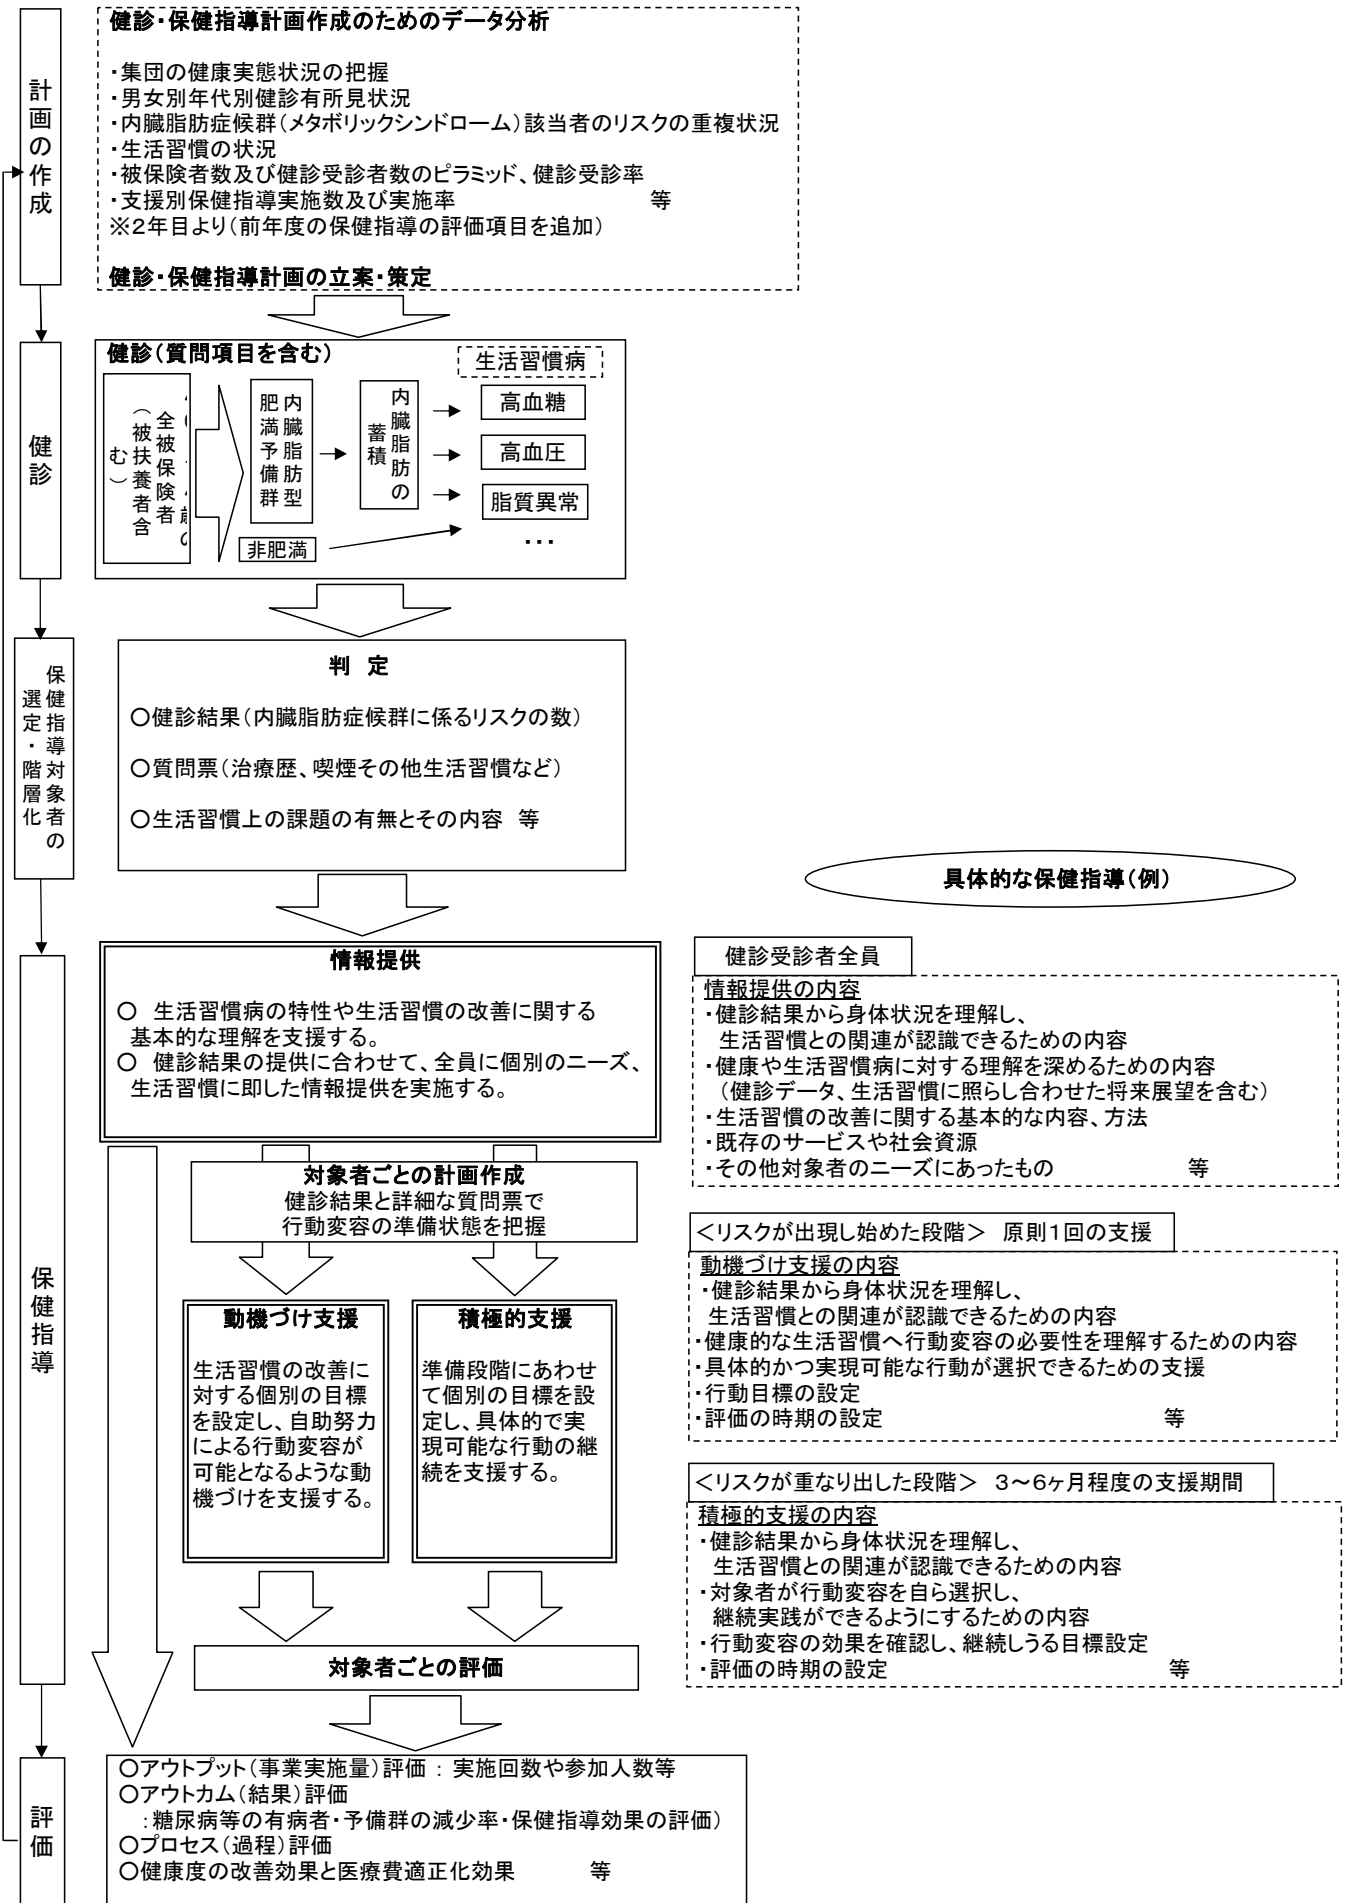 計画の作成
健診・保健指導計画作成のためのデータ分析
・集団の健康実態状況の把握
・男女別年代別健診有所見状況
・内臓脂肪症候群（メタボリックシンドローム）該当者のリスクの重複状況
・生活習慣の状況
・被保険者数及び健診受診者数のピラミッド、健診受診率
・支援別保健指導実施数及び実施率　等
※２年目より（前年度の保健指導の評価項目を追加）
健診・保健指導計画の立案・策定
健診
健診（質問項目を含む）
生活習慣病
全被保険者
（被扶養者含
む）
内臓脂肪型
肥満予備群
内臓脂肪の
蓄積
高血糖
高血圧
脂質異常
・・・
非肥満
保健指導対象者の
選定・階層化
判　定
○健診結果（内臓脂肪症候群に係るリスクの数）
○質問票（治療歴、喫煙その他生活習慣など）
○生活習慣上の課題の有無とその内容　等
具体的な保健指導（例）
保健指導
情報提供
○　生活習慣病の特性や生活習慣の改善に関する
基本的な理解を支援する。
○　健診結果の提供に合わせて、全員に個別のニーズ、
生活習慣に即した情報提供を実施する。
健診受診者全員
情報提供の内容
・健診結果から身体状況を理解し、
生活習慣との関連が認識できるための内容
・健康や生活習慣病に対する理解を深めるための内容
（健診データ、生活習慣に照らし合わせた将来展望を含む）
・生活習慣の改善に関する基本的な内容、方法
・既存のサービスや社会資源
・その他対象者のニーズにあったもの　等
対象者ごとの計画作成
健診結果と詳細な質問票で
行動変容の準備状態を把握
＜リスクが出現し始めた段階＞　原則１回の支援
動機づけ支援の内容
・健診結果から身体状況を理解し、
生活習慣との関連が認識できるための内容
・健康的な生活習慣へ行動変容の必要性を理解するための内容
・具体的かつ実現可能な行動が選択できるための支援
・行動目標の設定
・評価の時期の設定　等
動機づけ支援
生活習慣の改善に
対する個別の目標
を設定し、自助努力
による行動変容が
可能となるような動
機づけを支援する。
積極的支援
準備段階にあわせ
て個別の目標を設
定し、具体的で実
現可能な行動の継
続を支援する。
＜リスクが重なり出した段階＞　３～６ヶ月程度の支援期間
積極的支援の内容
・健診結果から身体状況を理解し、
生活習慣との関連が認識できるための内容
・対象者が行動変容を自ら選択し、
継続実践ができるようにするための内容
・行動変容の効果を確認し、継続しうる目標設定
・評価の時期の設定　等
対象者ごとの評価
評価
○アウトプット（事業実施量）評価 ： 実施回数や参加人数等
○アウトカム（結果）評価
：糖尿病等の有病者・予備群の減少率・保健指導効果の評価）
○プロセス（過程）評価
○健康度の改善効果と医療費適正化効果　等